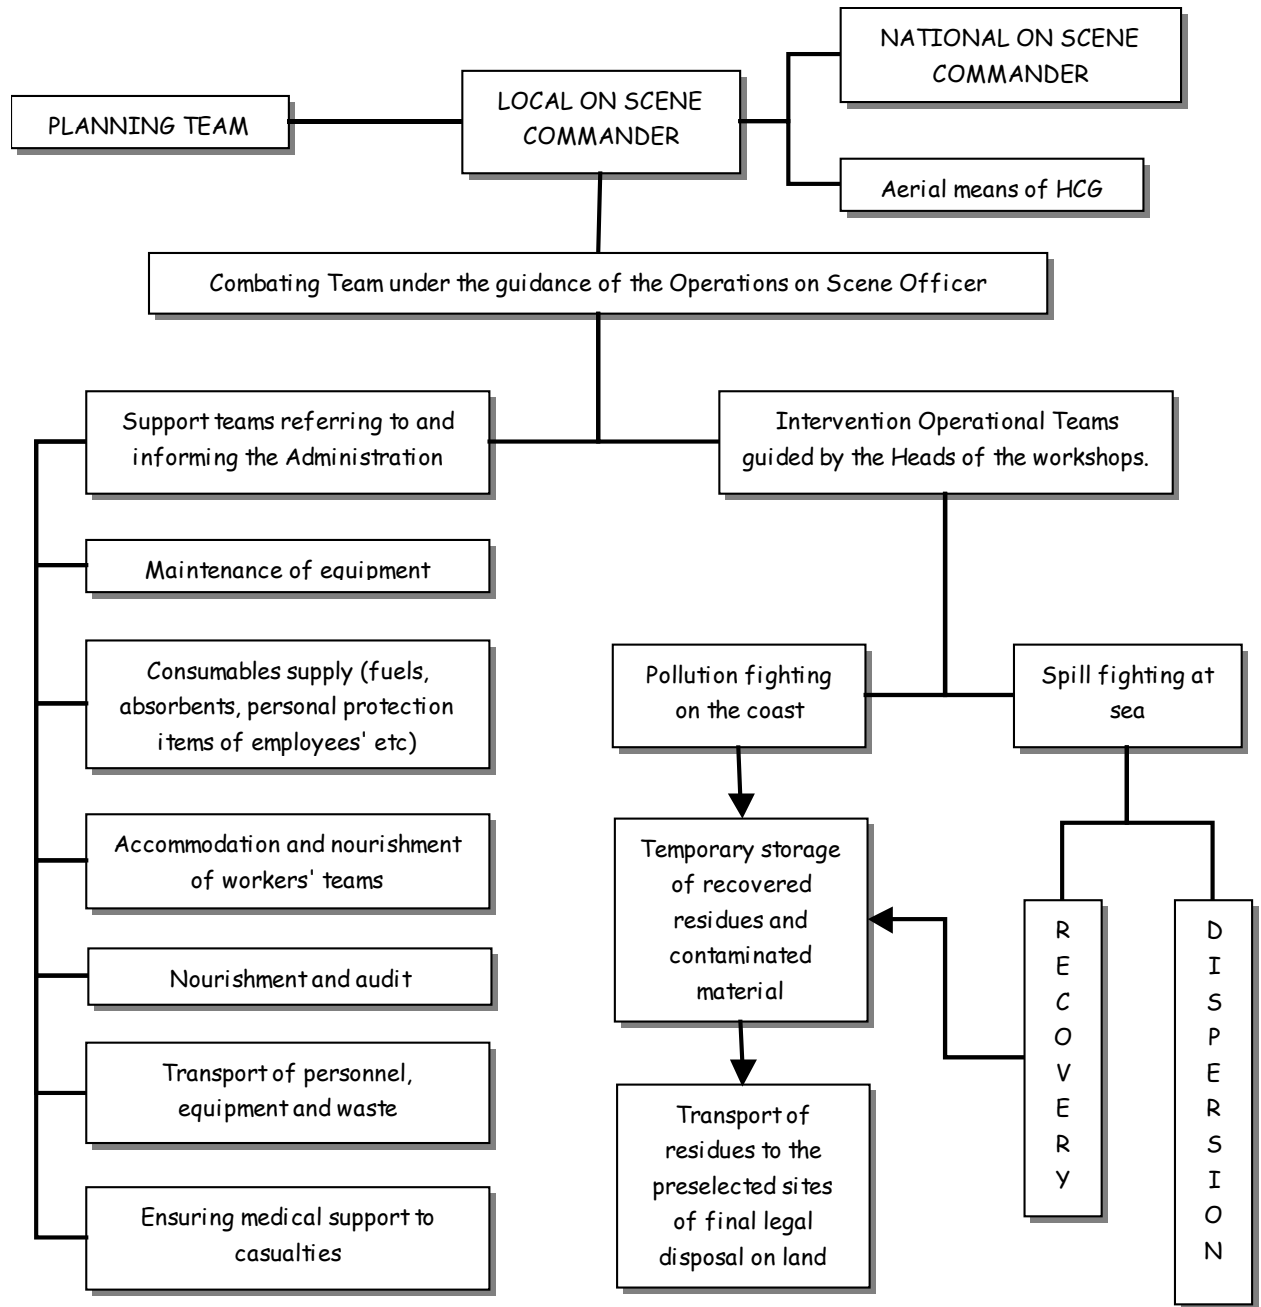 NATIONAL ON SCENE
COMMANDER
LOCAL ON SCENE
COMMANDER
PLANNING TEAM
Aerial means of HCG
Combating Team under the guidance of the Operations on Scene Officer
Support teams referring to and
informing the Administration
Intervention Operational Teams
guided by the Heads of the workshops.
Maintenance of equipment
Consumables supply (fuels,
absorbents, personal protection
items of employees' etc)
Accommodation and nourishment
of workers' teams
Nourishment and audit
Transport of personnel,
equipment and waste
Ensuring medical support to
casualties
Pollution fighting
on the coast
Spill fighting at
sea
Temporary storage
of recovered
residues and
contaminated
material
Transport of
residues to the
preselected sites
of final legal
disposal on land
RECOVERY
DISPERSION